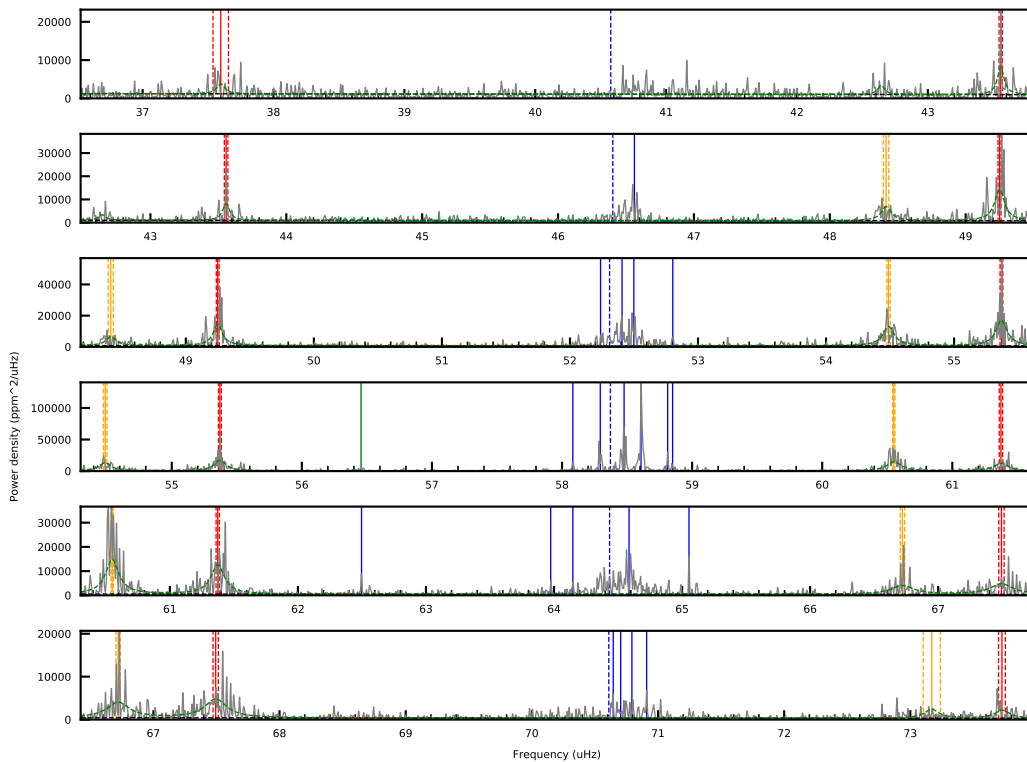 20000
10000
0
37 38 39 40 41 42 43
30000
20000
10000
0
43 44 45 46 47 48 49
40000
20000
0
49 50 51 52 53 54 55
Power density (ppm^2/uHz)
100000
50000
0
55 56 57 58 59 60 61
30000
20000
10000
0
61 62 63 64 65 66 67
20000
10000
0
67 68 69 70 71 72 73
Frequency (uHz)